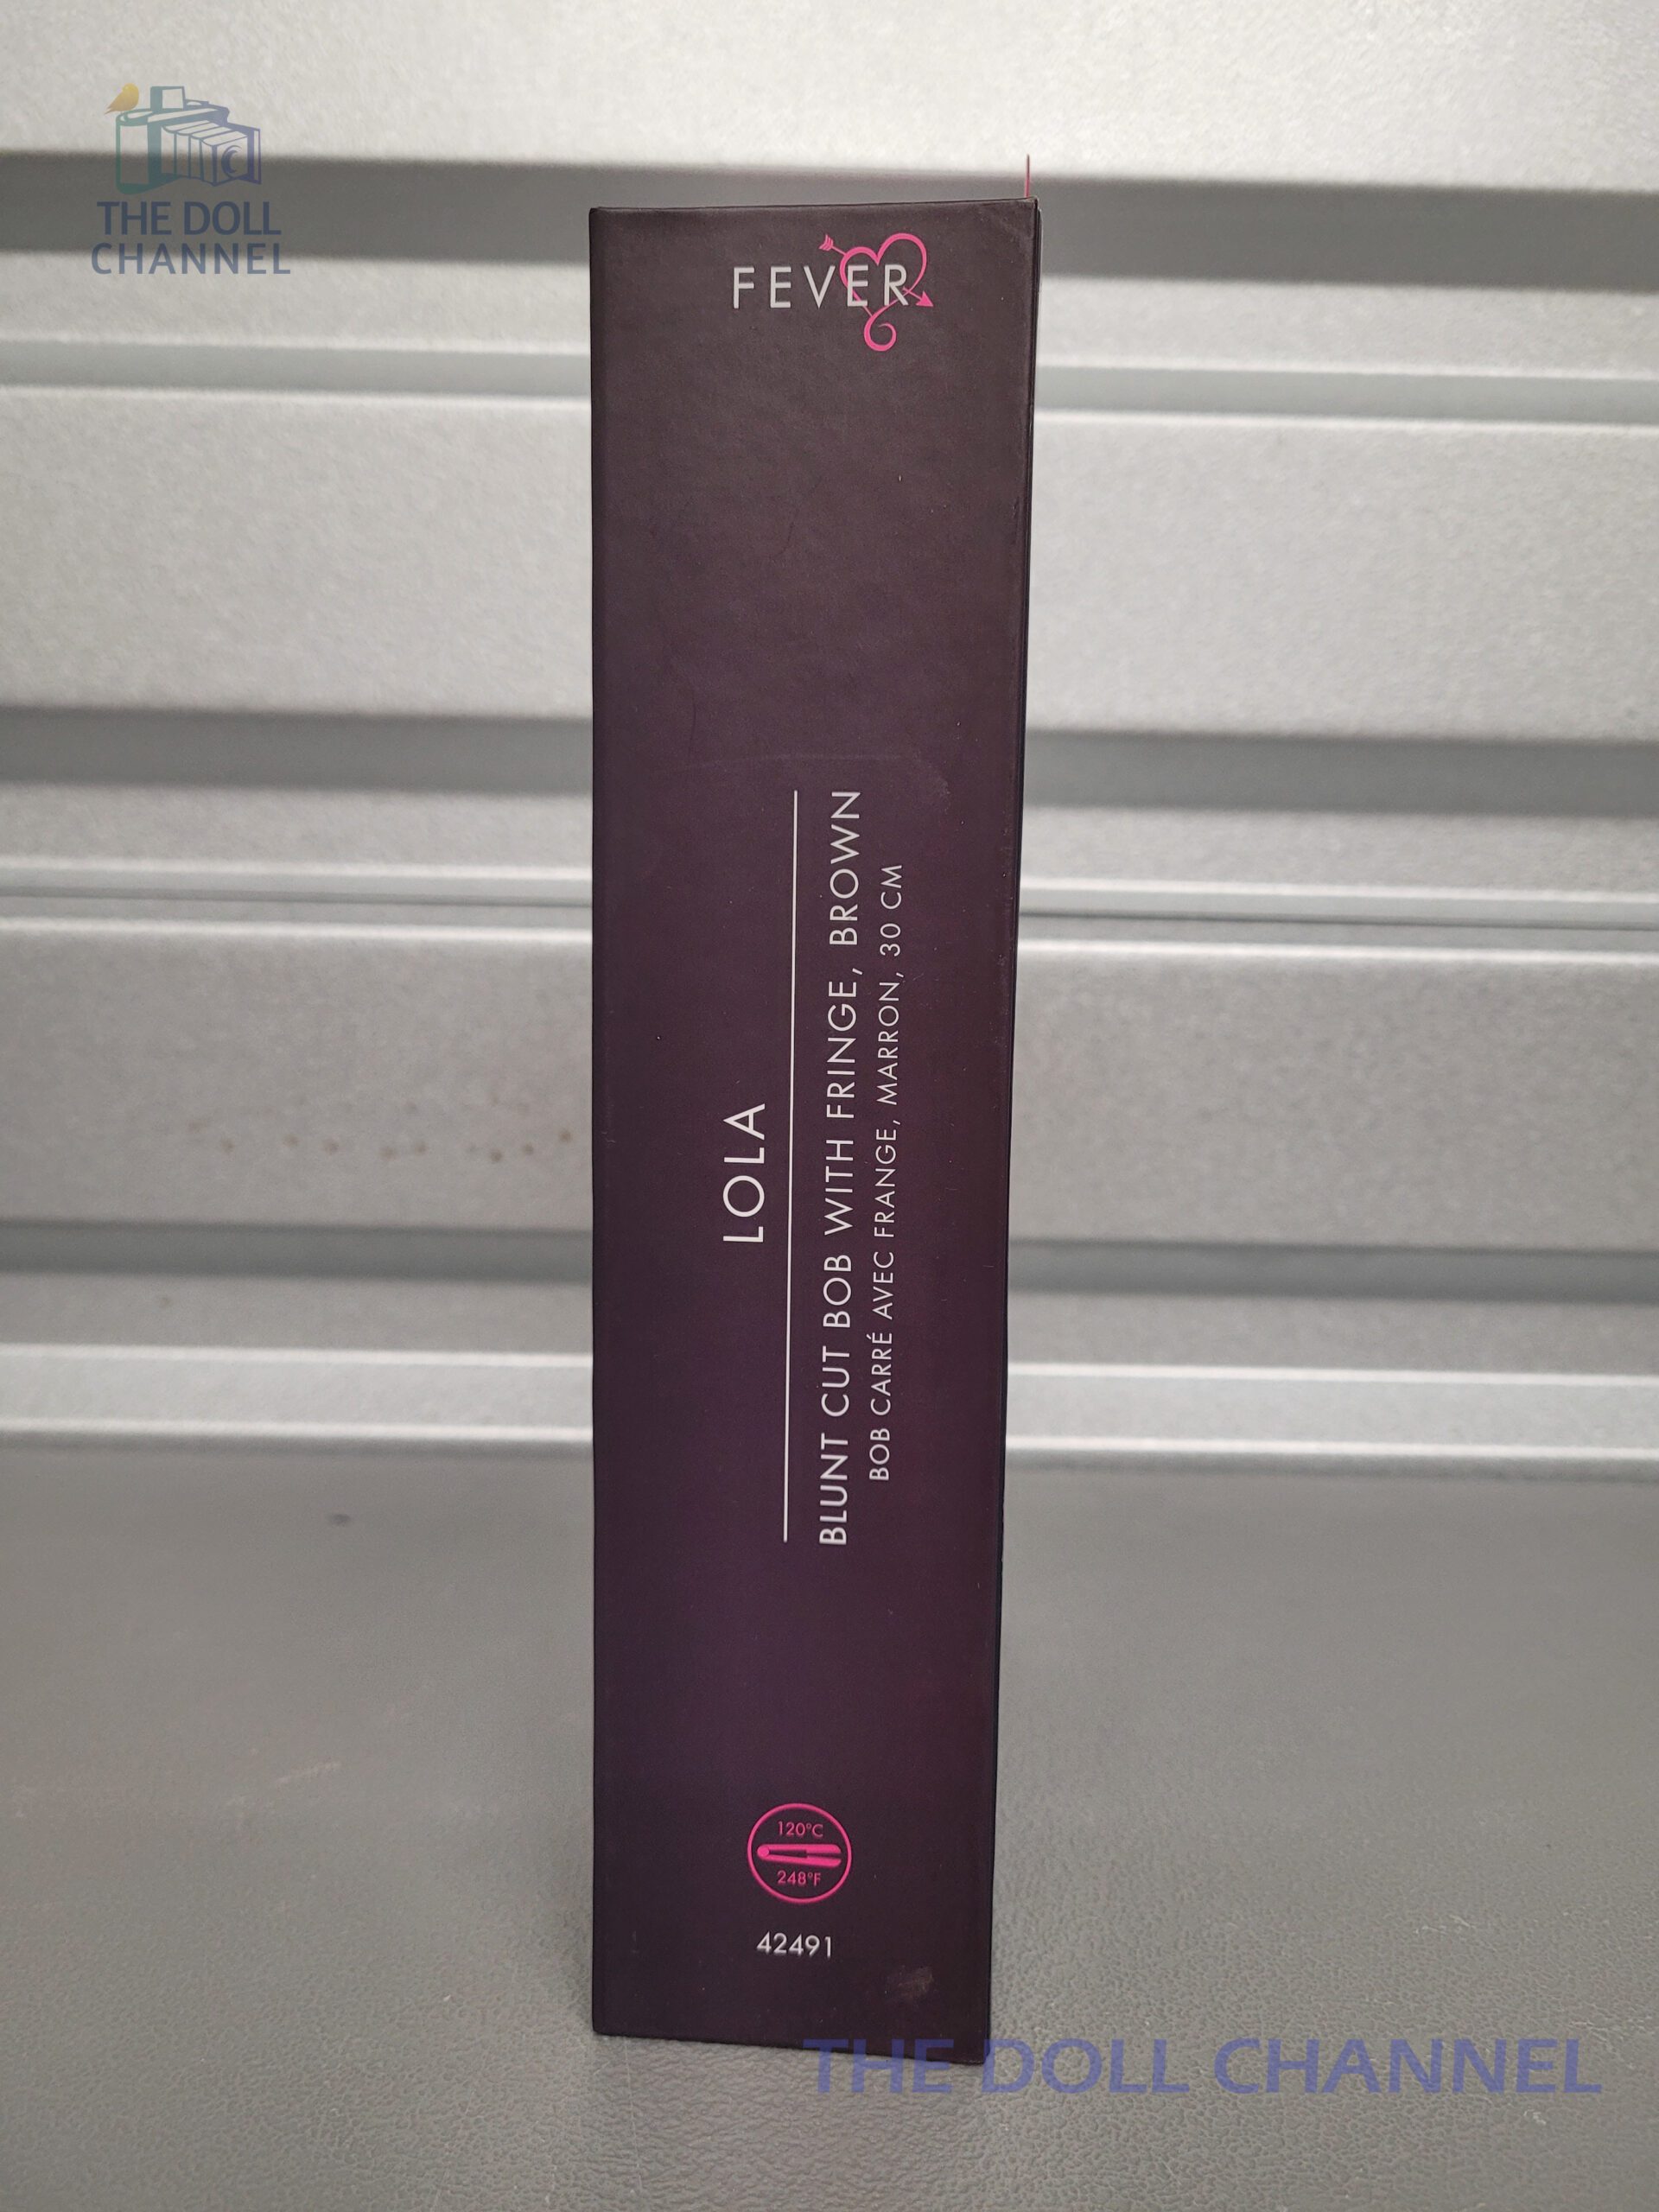 THE DOLL
CHANNEL
FEVER
LOLA
BLUNT CUT BOB WITH FRINGE, BROWN
BOB CARRÉ AVEC FRANGE, MARRON, 30 CM
120°C
248°F
42491
THE DOLL CHANNEL